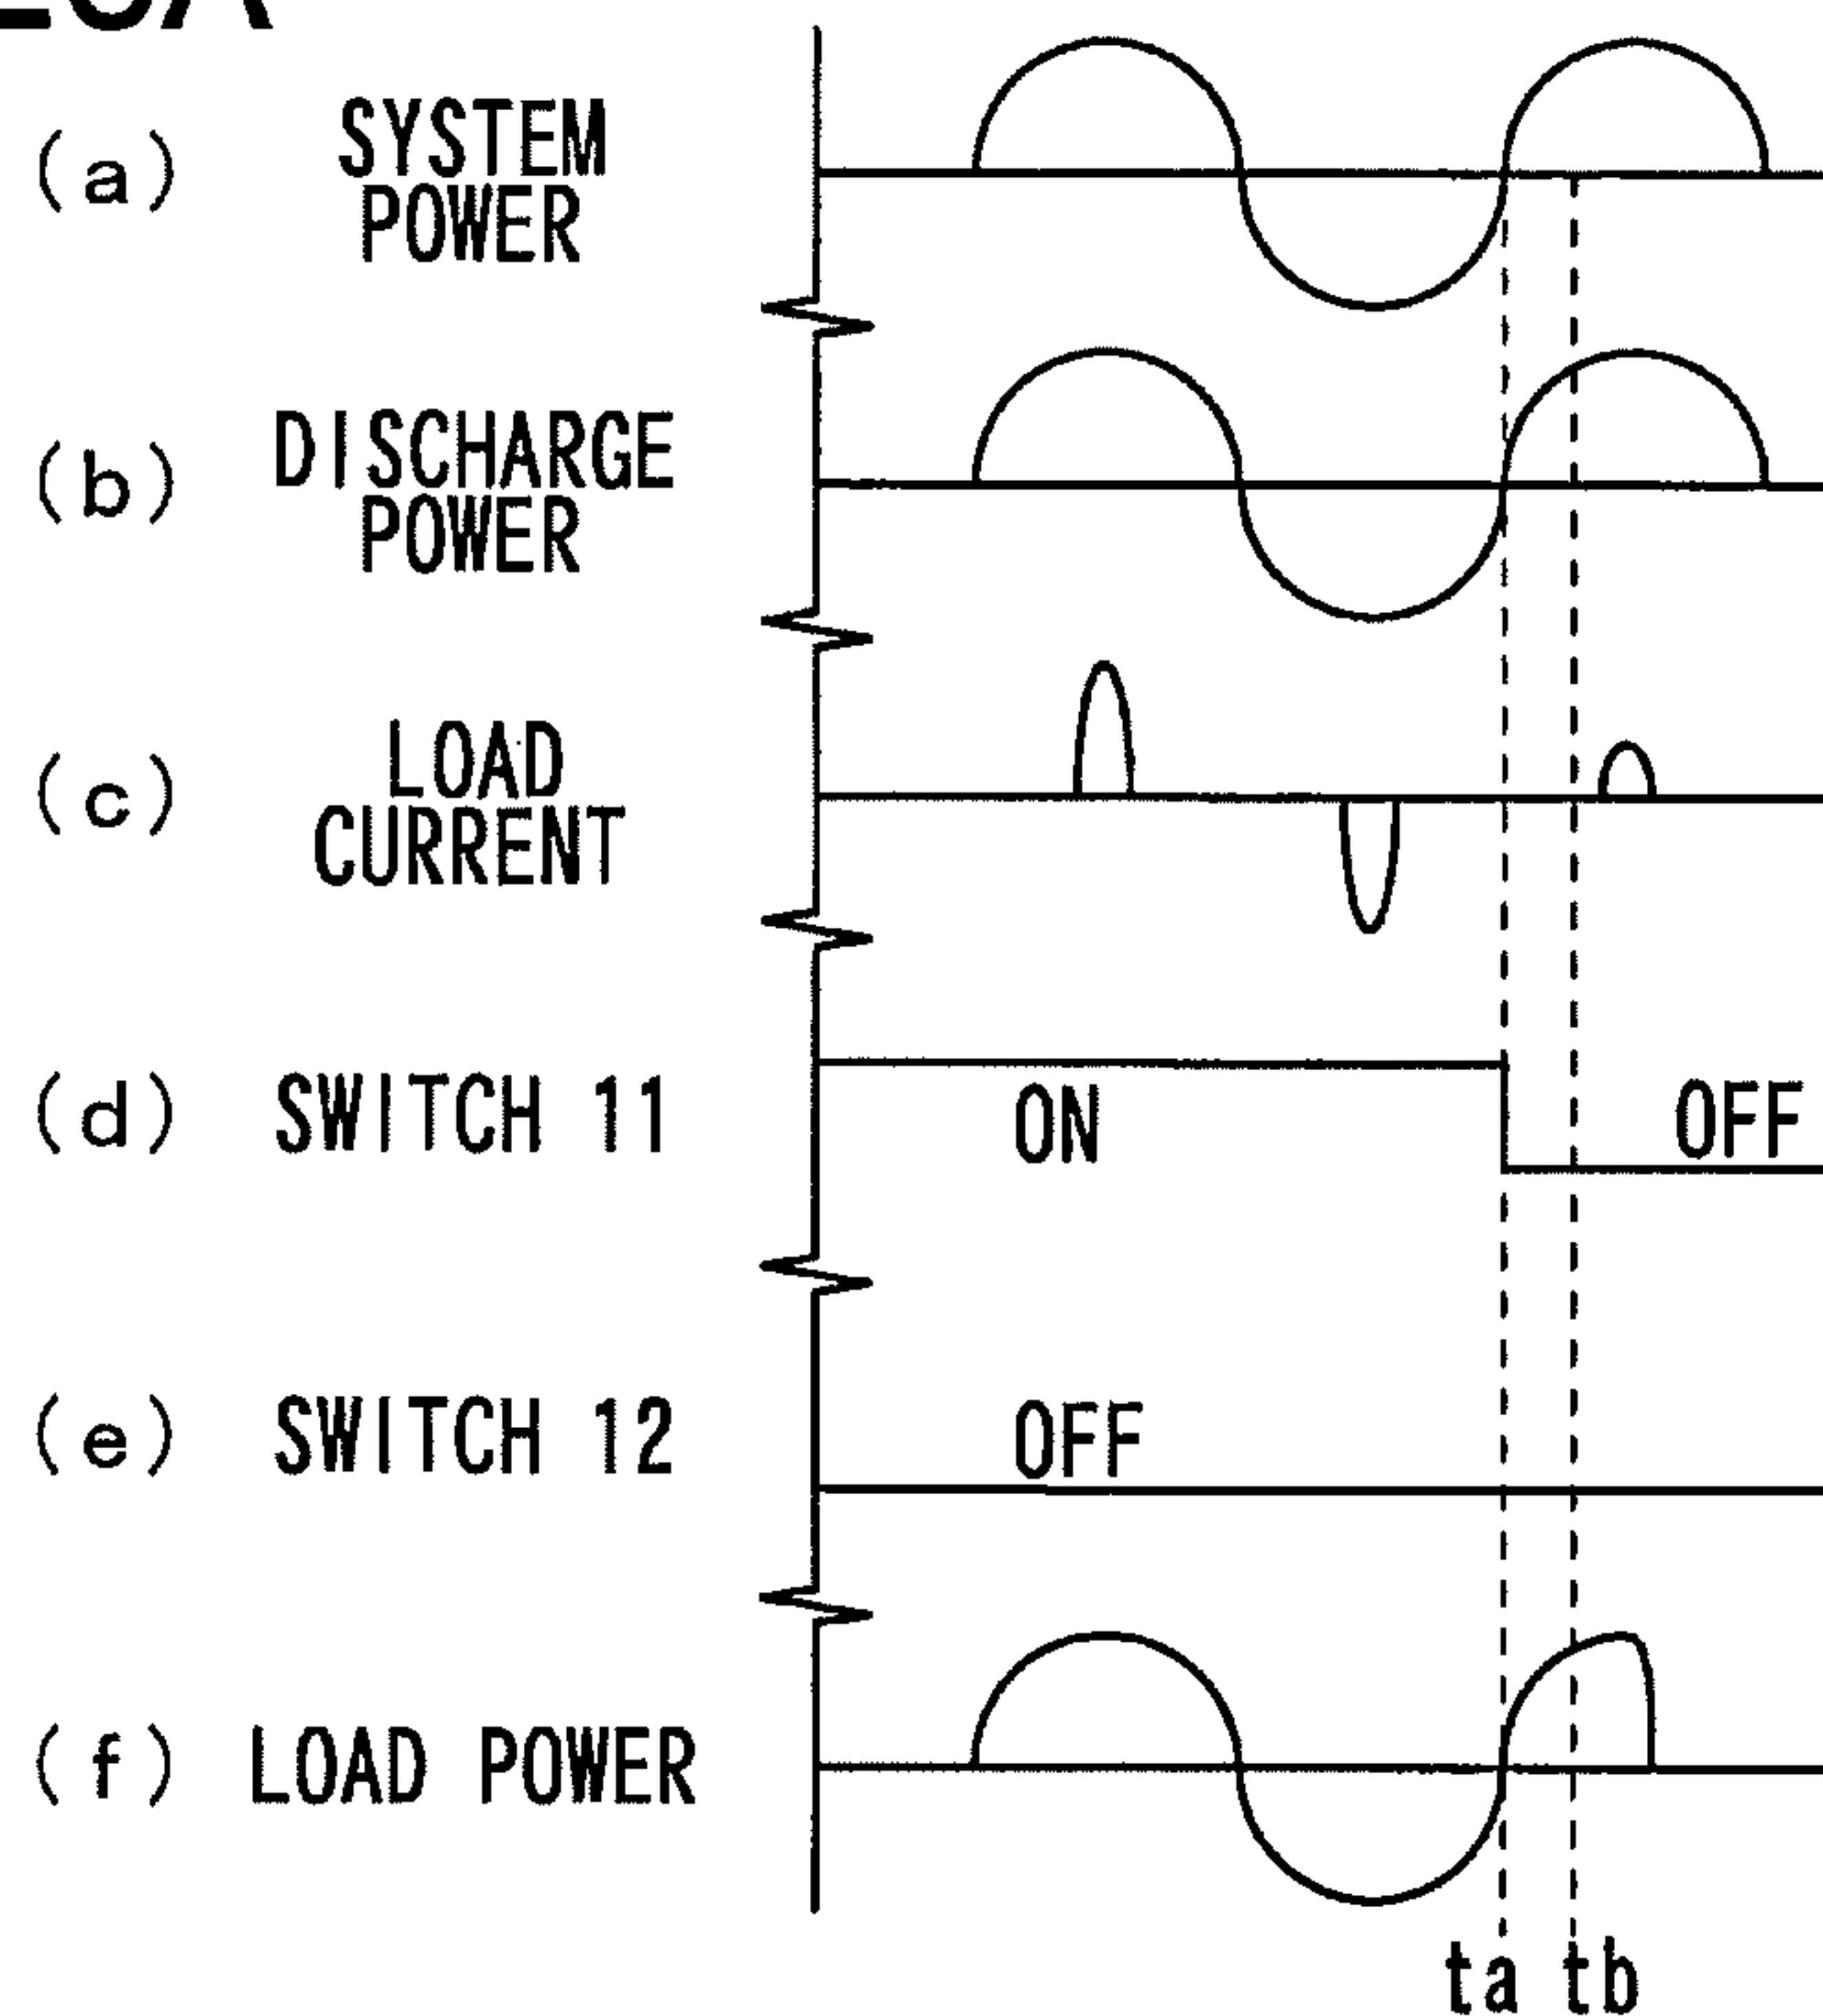 (a) SYSTEM
POWER
(b) DISCHARGE
POWER
(c) LOAD
CURRENT
(d) SWITCH 11 ON OFF
(e) SWITCH 12 OFF
(f) LOAD POWER
ta tb